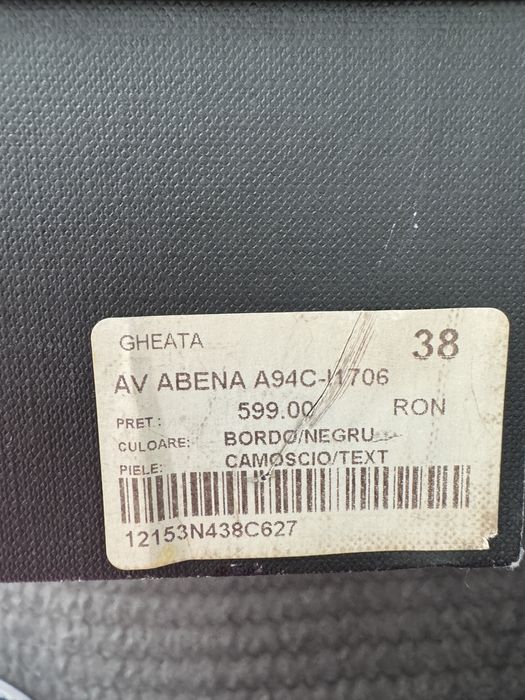 GHEATA 38
AV ABENA A94C-I1706
PRET : 599.00 RON
CULOARE: BORDO/NEGRU
PIELE: CAMOSCIO/TEXT
12153N438C627